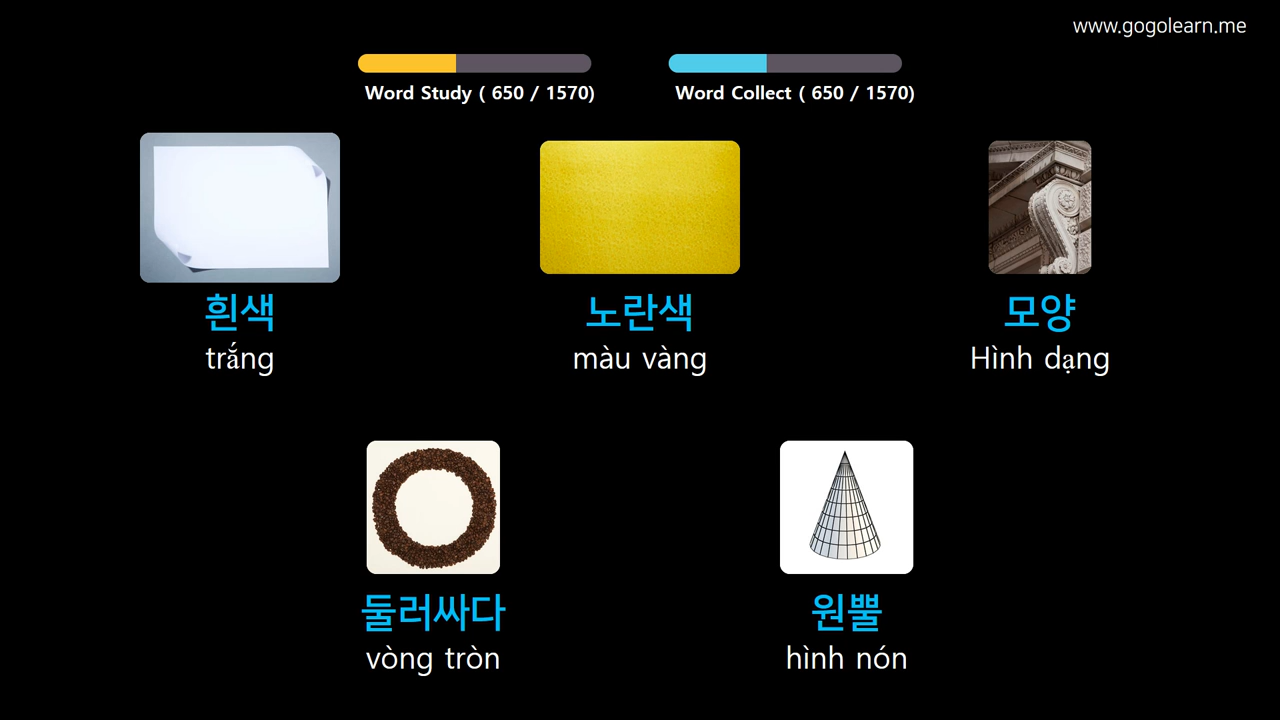 www.gogolearn.me
Word Study ( 650 / 1570)
Word Collect ( 650 / 1570)
흰색
trắng
노란색
màu vàng
모양
Hình dạng
둘러싸다
vòng tròn
원뿔
hình nón